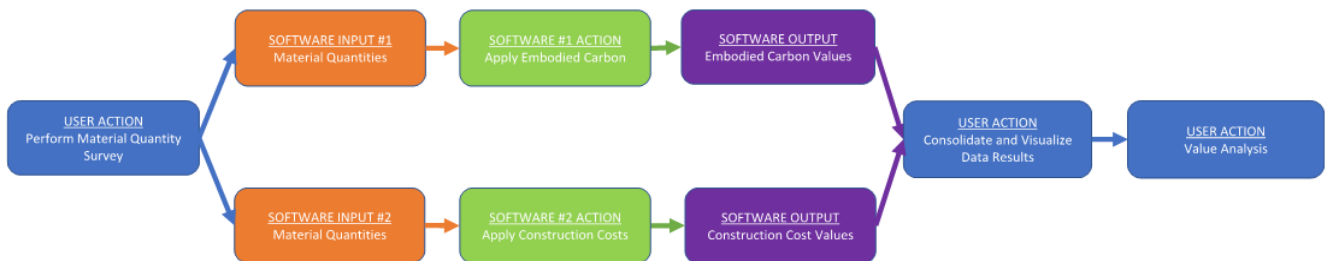 USER ACTION
Perform Material Quantity
Survey
SOFTWARE INPUT #1
Material Quantities
SOFTWARE #1 ACTION
Apply Embodied Carbon
SOFTWARE OUTPUT
Embodied Carbon Values
SOFTWARE INPUT #2
Material Quantities
SOFTWARE #2 ACTION
Apply Construction Costs
SOFTWARE OUTPUT
Construction Cost Values
USER ACTION
Consolidate and Visualize
Data Results
USER ACTION
Value Analysis